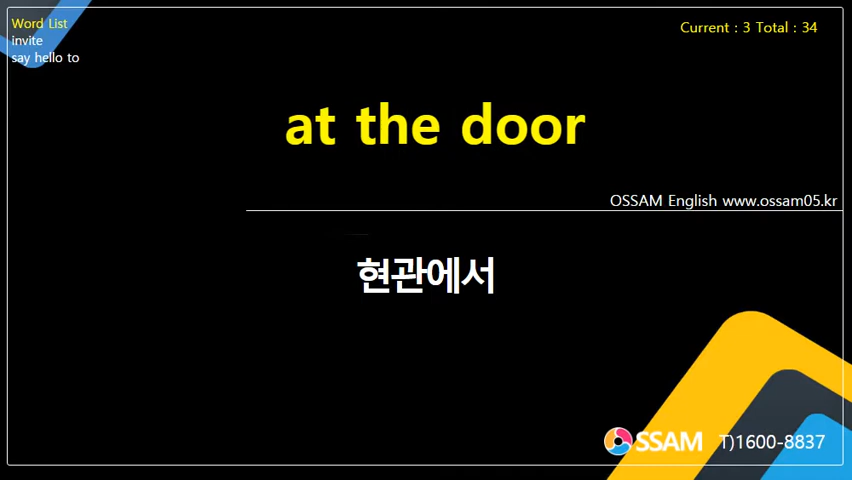 Word List
invite
say hello to
Current : 3 Total : 34
at the door
OSSAM English www.ossam05.kr
현관에서
OSSAM T)1600-8837